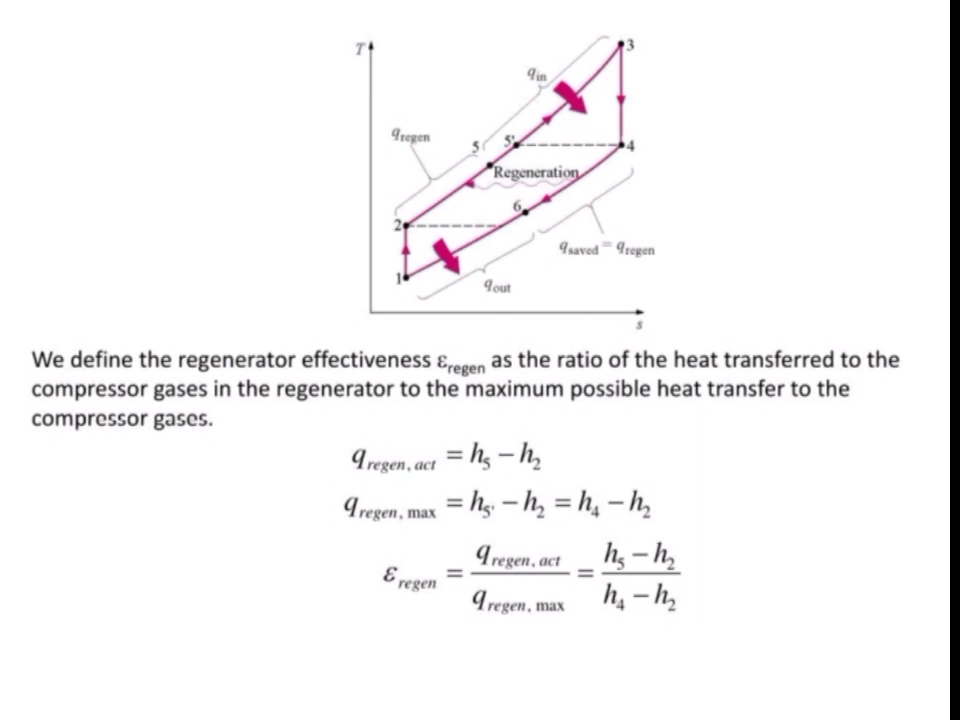 T
3
q_in
q_regen
5
5'
4
Regeneration
6
2
q_saved = q_regen
1
q_out
s
We define the regenerator effectiveness ε_regen as the ratio of the heat transferred to the
compressor gases in the regenerator to the maximum possible heat transfer to the
compressor gases.
q_regen, act = h_5 − h_2
q_regen, max = h_5' − h_2 = h_4 − h_2
ε_regen = q_regen, act / q_regen, max = (h_5 − h_2) / (h_4 − h_2)